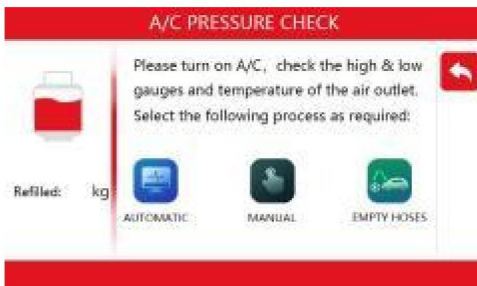 A/C PRESSURE CHECK
Please turn on A/C, check the high & low
gauges and temperature of the air outlet.
Select the following process as required:
Refilled: kg
AUTOMATIC MANUAL EMPTY HOSES